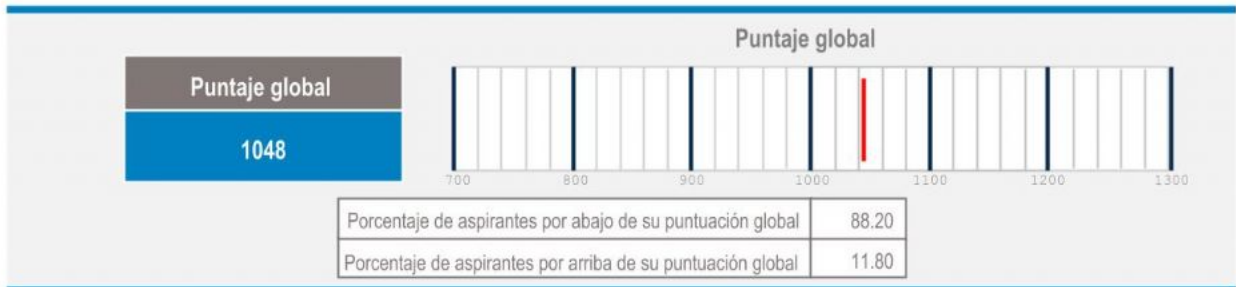 Puntaje global
Puntaje global
1048
700 800 900 1000 1100 1200 1300
Porcentaje de aspirantes por abajo de su puntuación global 88.20
Porcentaje de aspirantes por arriba de su puntuación global 11.80